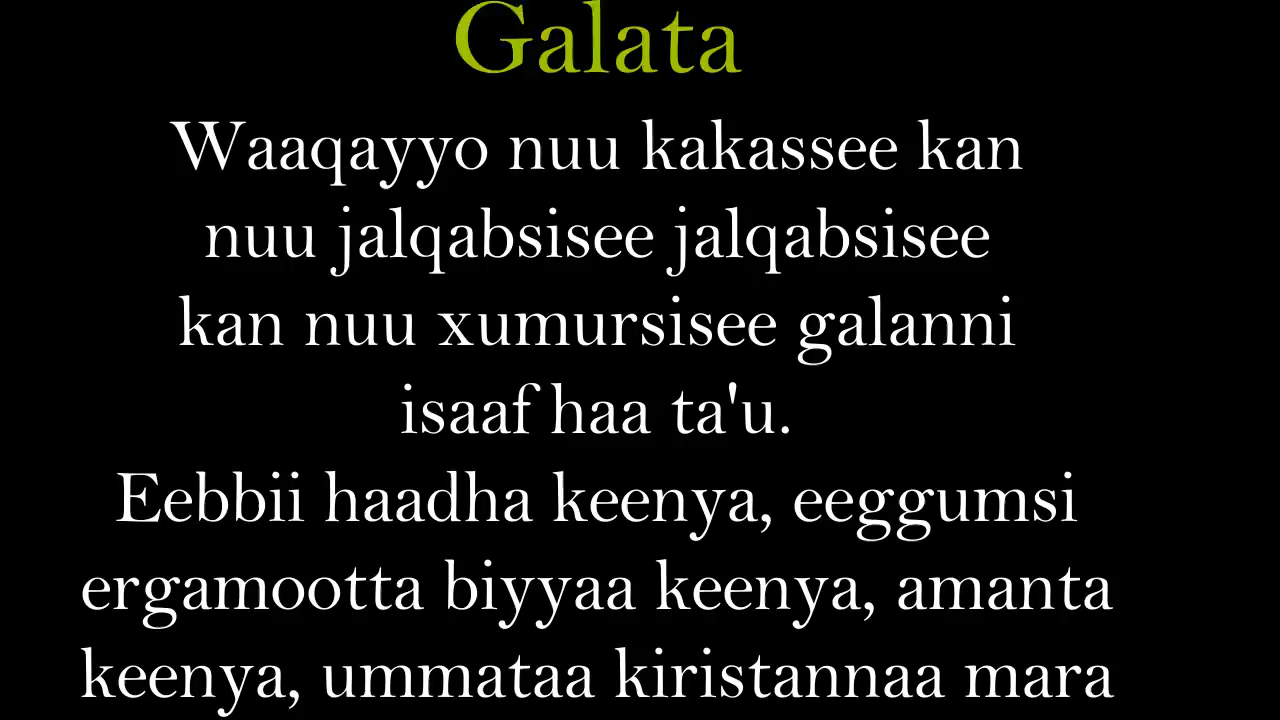 Galata
Waaqayyo nuu kakassee kan
nuu jalqabsisee jalqabsisee
kan nuu xumursisee galanni
isaaf haa ta'u.
Eebbii haadha keenya, eeggumsi
ergamootta biyyaa keenya, amanta
keenya, ummataa kiristannaa mara